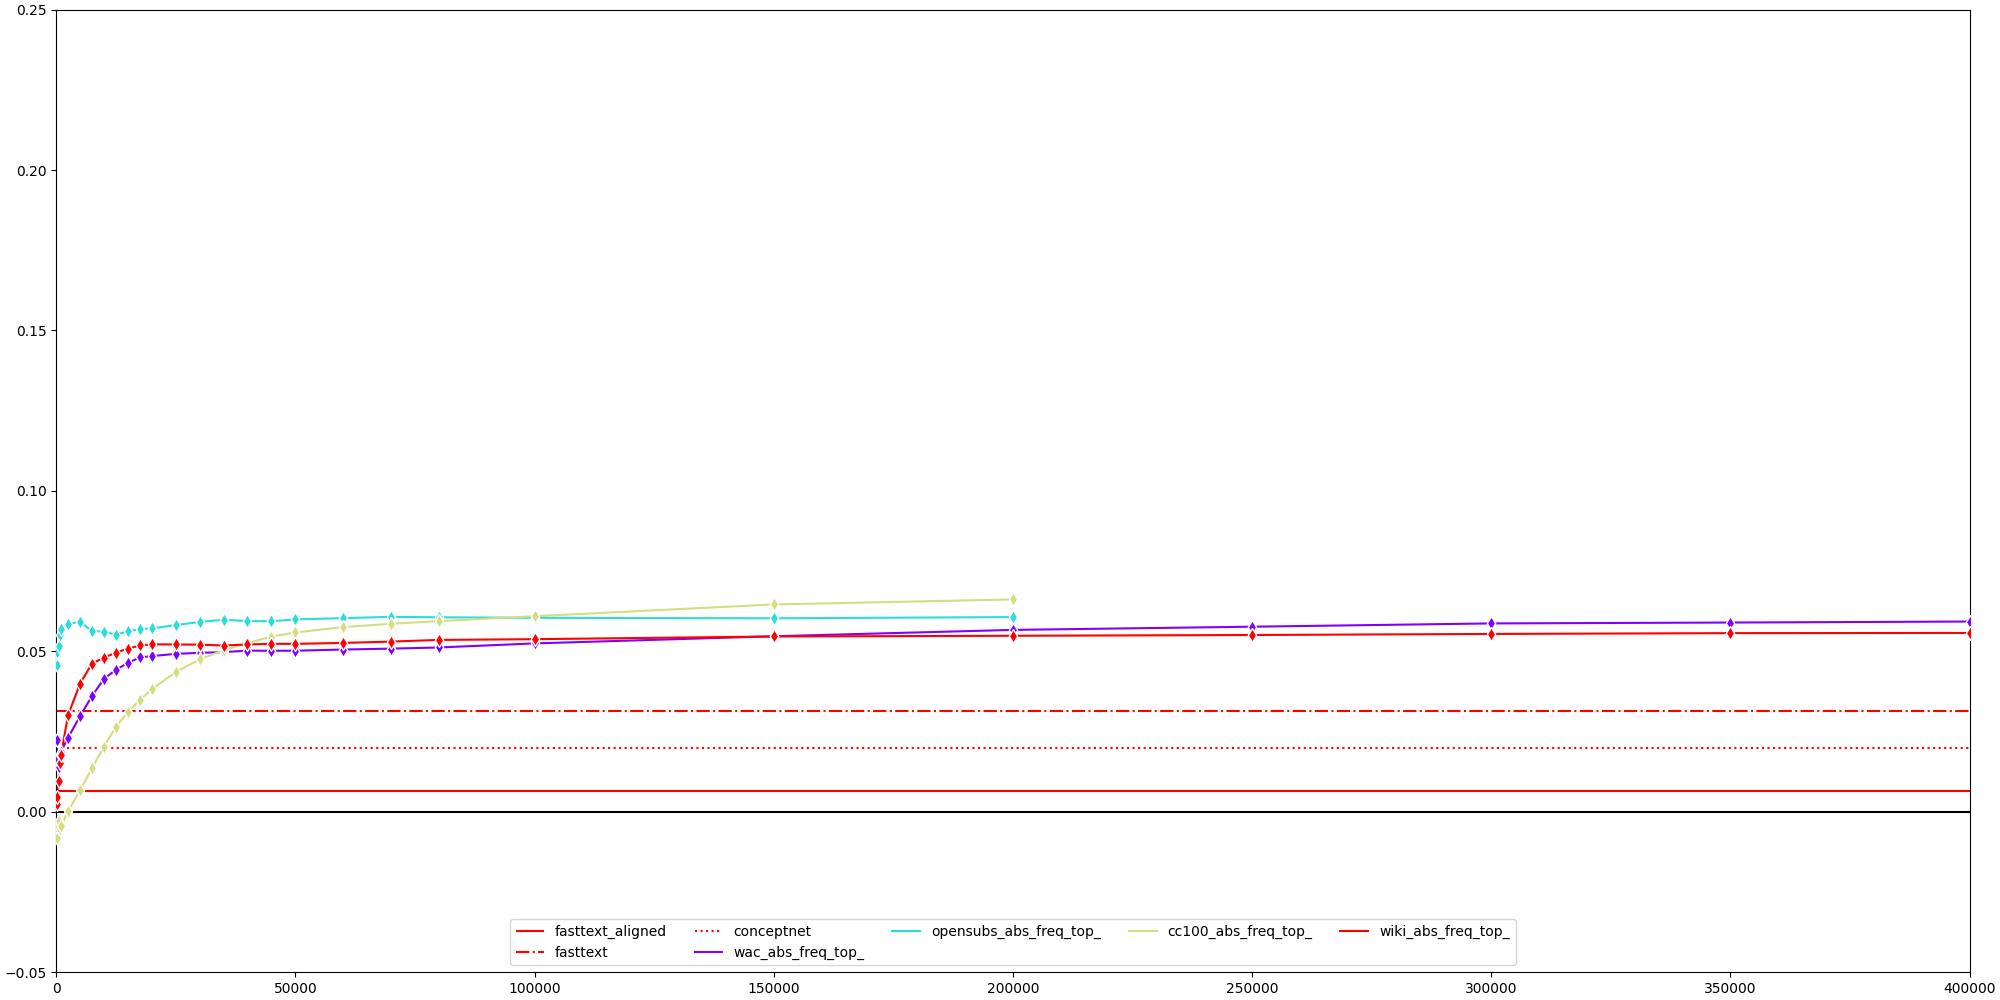 0.25
0.20
0.15
0.10
0.05
0.00
−0.05
0 50000 100000 150000 200000 250000 300000 350000 400000
fasttext_aligned conceptnet opensubs_abs_freq_top_ cc100_abs_freq_top_ wiki_abs_freq_top_
fasttext wac_abs_freq_top_